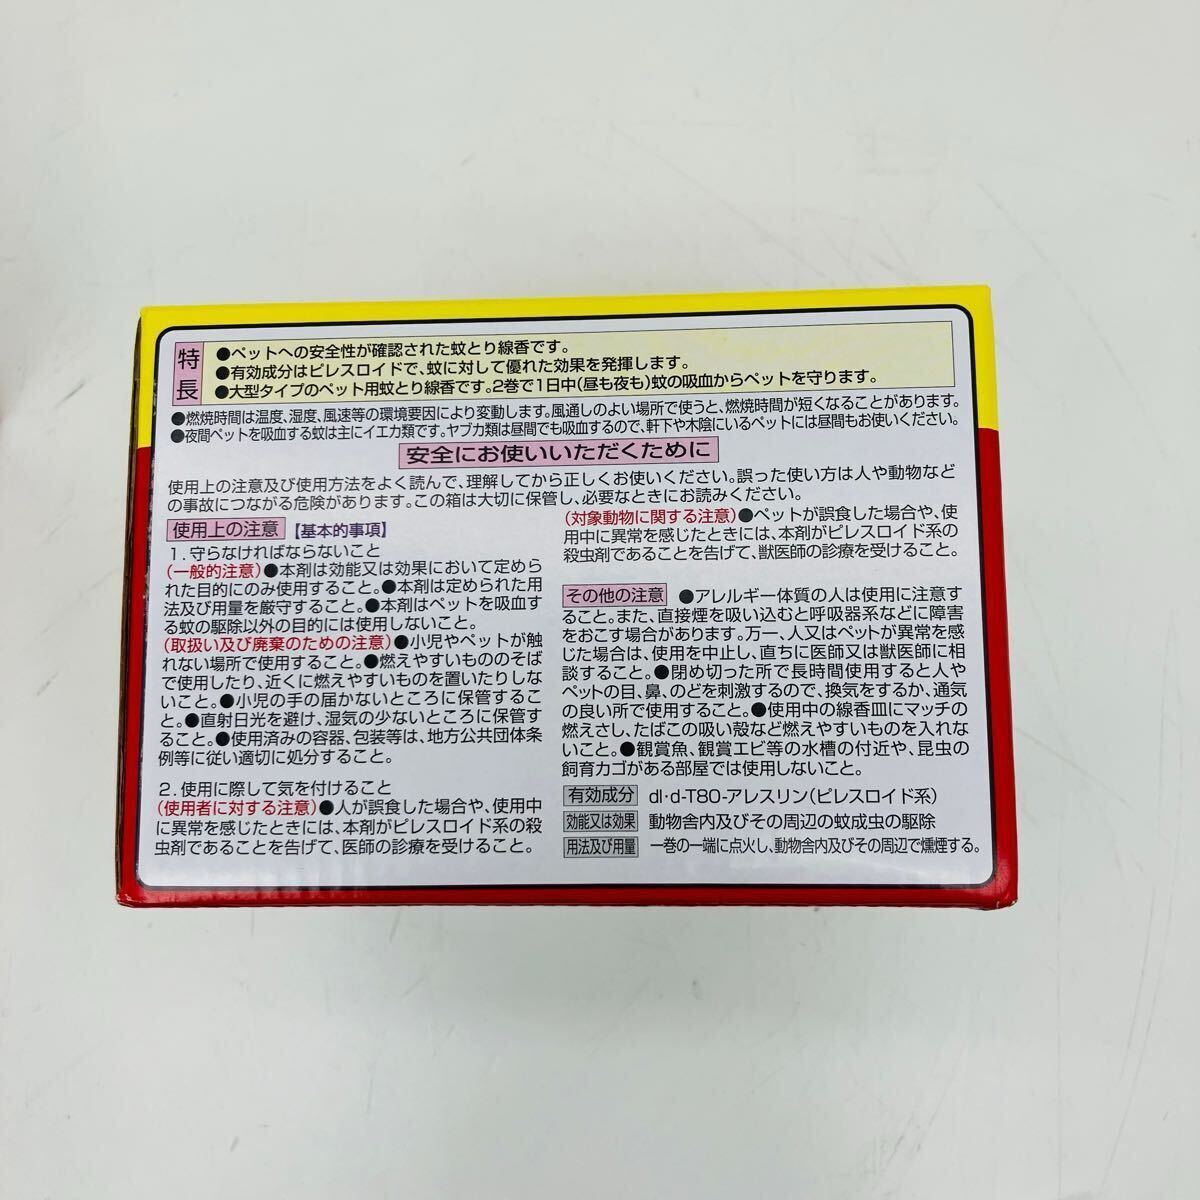 特長
●ペットへの安全性が確認された蚊とり線香です。
●有効成分はピレスロイドで、蚊に対して優れた効果を発揮します。
●大型タイプのペット用蚊とり線香です。2巻で1日中(昼も夜も)蚊の吸血からペットを守ります。
●燃焼時間は温度、湿度、風速等の環境要因により変動します。風通しのよい場所で使うと、燃焼時間が短くなることがあります。
●夜間ペットを吸血する蚊は主にイエカ類です。ヤブカ類は昼間でも吸血するので、軒下や木陰にいるペットには昼間もお使いください。
安全にお使いいただくために
使用上の注意及び使用方法をよく読んで、理解してから正しくお使いください。誤った使い方は人や動物など
の事故につながる危険があります。この箱は大切に保管し、必要なときにお読みください。
使用上の注意【基本的事項】
1. 守らなければならないこと
(一般的注意)●本剤は効能又は効果において定めら
れた目的にのみ使用すること。●本剤は定められた用
法及び用量を厳守すること。●本剤はペットを吸血す
る蚊の駆除以外の目的には使用しないこと。
(取扱い及び廃棄のための注意)●小児やペットが触
れない場所で使用すること。●燃えやすいもののそば
で使用したり、近くに燃えやすいものを置いたりしな
いこと。●小児の手の届かないところに保管するこ
と。●直射日光を避け、湿気の少ないところに保管す
ること。●使用済みの容器、包装等は、地方公共団体条
例等に従い適切に処分すること。
2. 使用に際して気を付けること
(使用者に対する注意)●人が誤食した場合や、使用中
に異常を感じたときには、本剤がピレスロイド系の殺
虫剤であることを告げて、医師の診療を受けること。
(対象動物に関する注意)●ペットが誤食した場合や、使
用中に異常を感じたときには、本剤がピレスロイド系の
殺虫剤であることを告げて、獣医師の診療を受けること。
その他の注意 ●アレルギー体質の人は使用に注意す
ること。また、直接煙を吸い込むと呼吸器系などに障害
をおこす場合があります。万一、人又はペットが異常を感
じた場合は、使用を中止し、直ちに医師又は獣医師に相
談すること。●閉め切った所で長時間使用すると人や
ペットの目、鼻、のどを刺激するので、換気をするか、通気
の良い所で使用すること。●使用中の線香皿にマッチの
燃えさし、たばこの吸い殻など燃えやすいものを入れな
いこと。●観賞魚、観賞エビ等の水槽の付近や、昆虫の
飼育カゴがある部屋では使用しないこと。
有効成分 dl・d-T80-アレスリン(ピレスロイド系)
効能又は効果 動物舎内及びその周辺の蚊成虫の駆除
用法及び用量 一巻の一端に点火し、動物舎内及びその周辺で燻煙する。